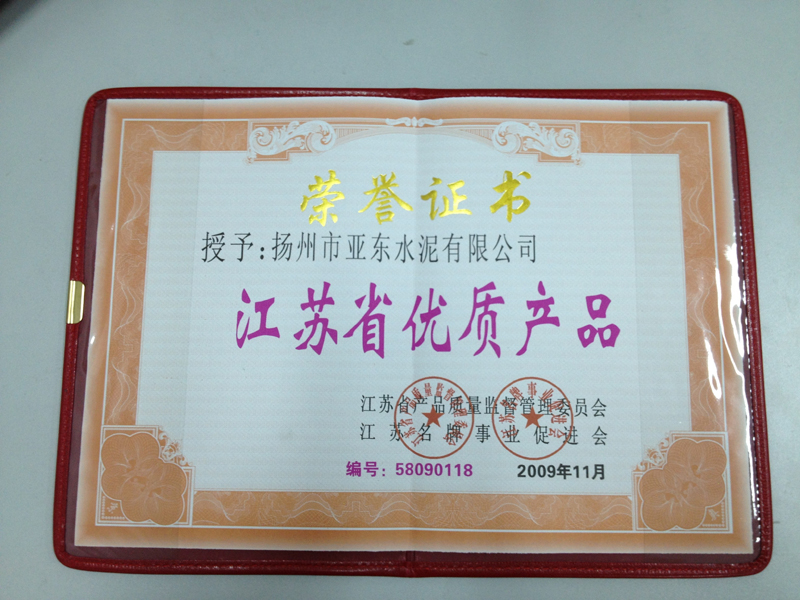 荣誉证书
授予:扬州市亚东水泥有限公司
江苏省优质产品
江苏省产品质量监督管理委员会
江苏名牌事业促进会
编号:58090118 2009年11月